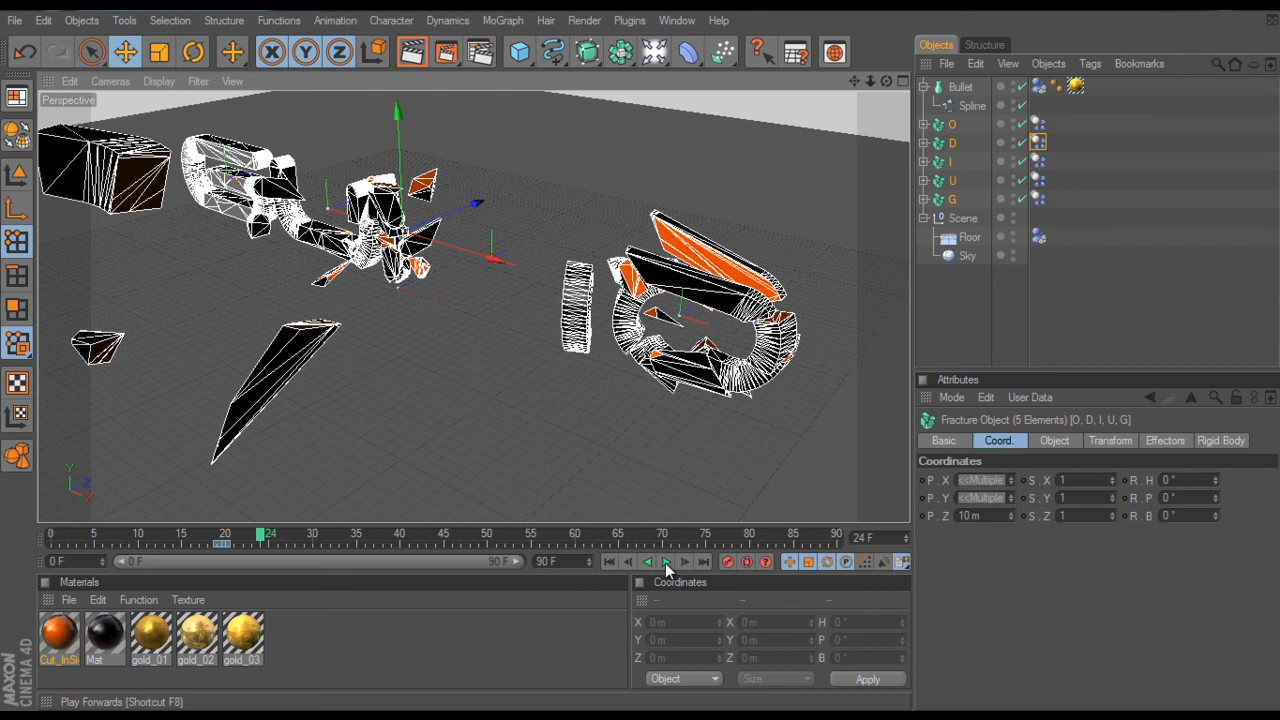 File Edit Objects Tools Selection Structure Functions Animation Character Dynamics MoGraph Hair Render Plugins Window Help
Objects Structure
File Edit View Objects Tags Bookmarks
Edit Cameras Display Filter View
Perspective
Bullet
Spline
O
D
I
U
G
Scene
Floor
Sky
Attributes
Mode Edit User Data
Fracture Object (5 Elements) [O, D, I, U, G]
Basic Coord. Object Transform Effectors Rigid Body
Coordinates
P . X <<Multiple S . X 1 R . H 0 °
P . Y <<Multiple S . Y 1 R . P 0 °
P . Z 10 m S . Z 1 R . B 0 °
Y Z X
0 5 10 15 20 24 30 35 40 45 50 55 60 65 70 75 80 85 90 24 F
0 F 0 F 90 F 90 F
Materials
File Edit Function Texture
Cut_InSi Mat gold_01 gold_02 gold_03
Coordinates
-- -- --
X 0 m X 0 m H 0 °
Y 0 m Y 0 m P 0 °
Z 0 m Z 0 m B 0 °
Object Size Apply
MAXON CINEMA 4D
Play Forwards [Shortcut F8]